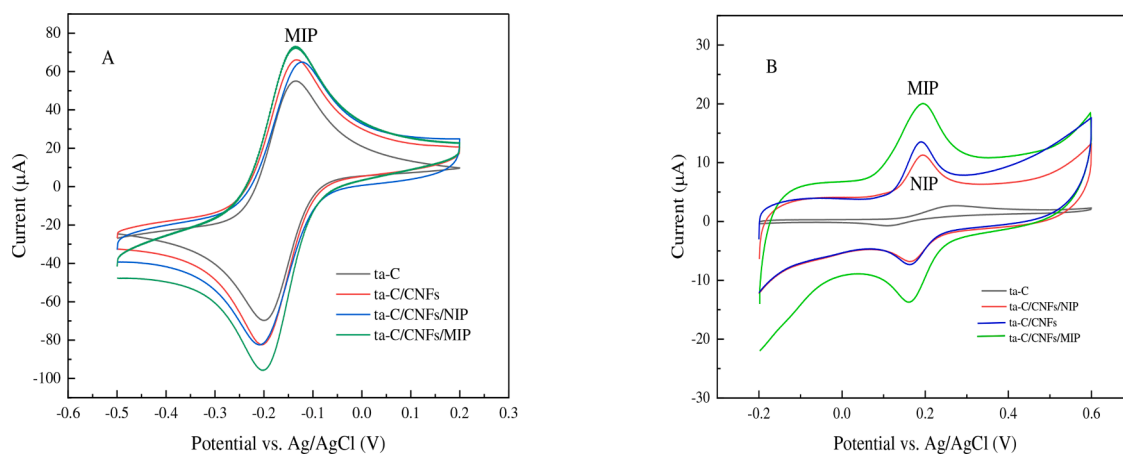 A
MIP
80
60
40
20
0
-20
-40
-60
-80
-100
Current (µA)
ta-C
ta-C/CNFs
ta-C/CNFs/NIP
ta-C/CNFs/MIP
-0.6 -0.5 -0.4 -0.3 -0.2 -0.1 0.0 0.1 0.2 0.3
Potential vs. Ag/AgCl (V)
B
MIP
NIP
30
20
10
0
-10
-20
-30
Current (µA)
ta-C
ta-C/CNFs/NIP
ta-C/CNFs
ta-C/CNFs/MIP
-0.2 0.0 0.2 0.4 0.6
Potential vs. Ag/AgCl (V)